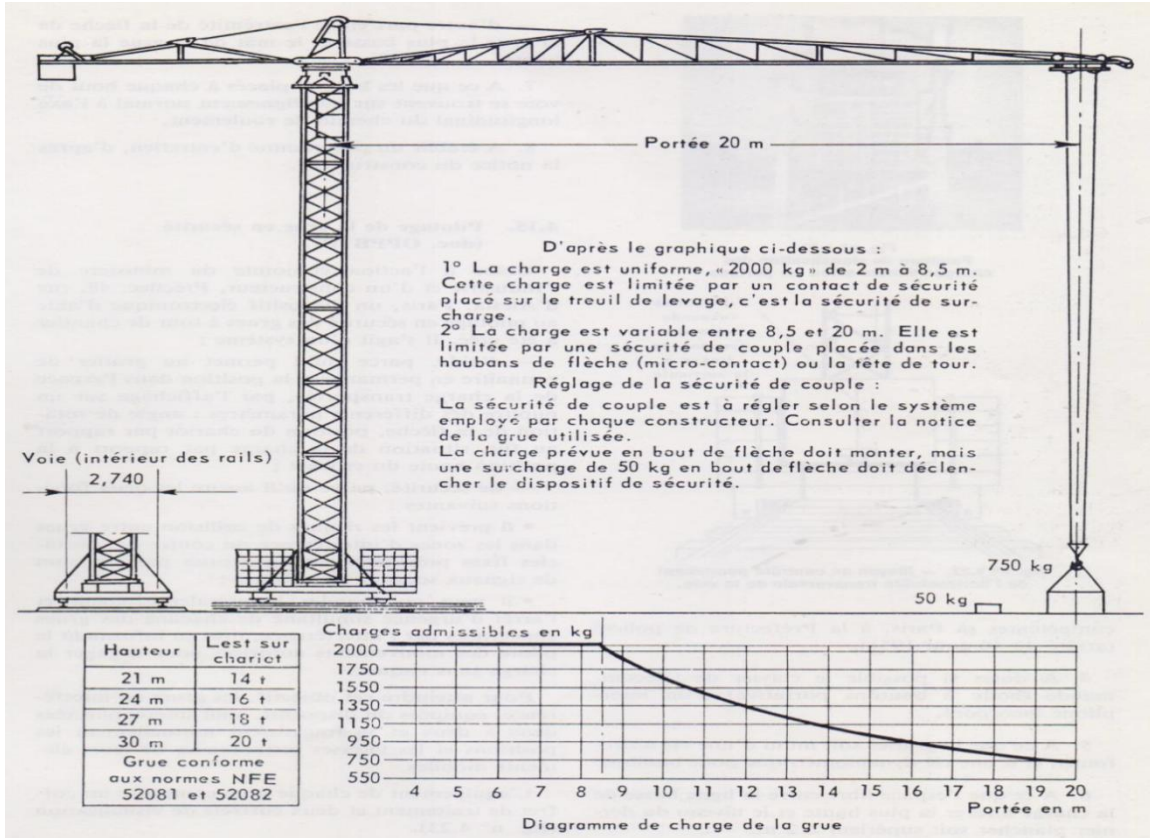 Portée 20 m
D'après le graphique ci-dessous :
1° La charge est uniforme, «2000 kg» de 2 m à 8,5 m.
Cette charge est limitée par un contact de sécurité
placé sur le treuil de levage, c'est la sécurité de sur-
charge.
2° La charge est variable entre 8,5 et 20 m. Elle est
limitée par une sécurité de couple placée dans les
haubans de flèche (micro-contact) ou la tête de tour.
Réglage de la sécurité de couple :
La sécurité de couple est à régler selon le système
employé par chaque constructeur. Consulter la notice
de la grue utilisée.
La charge prévue en bout de flèche doit monter, mais
une surcharge de 50 kg en bout de flèche doit déclen-
cher le dispositif de sécurité.
Voie (intérieur des rails)
2,740
750 kg
50 kg
Hauteur Lest sur chariot
21 m 14 t
24 m 16 t
27 m 18 t
30 m 20 t
Grue conforme
aux normes NFE
52081 et 52082
Charges admissibles en kg
2000
1750
1550
1350
1150
950
750
550
4 5 6 7 8 9 10 11 12 13 14 15 16 17 18 19 20
Portée en m
Diagramme de charge de la grue